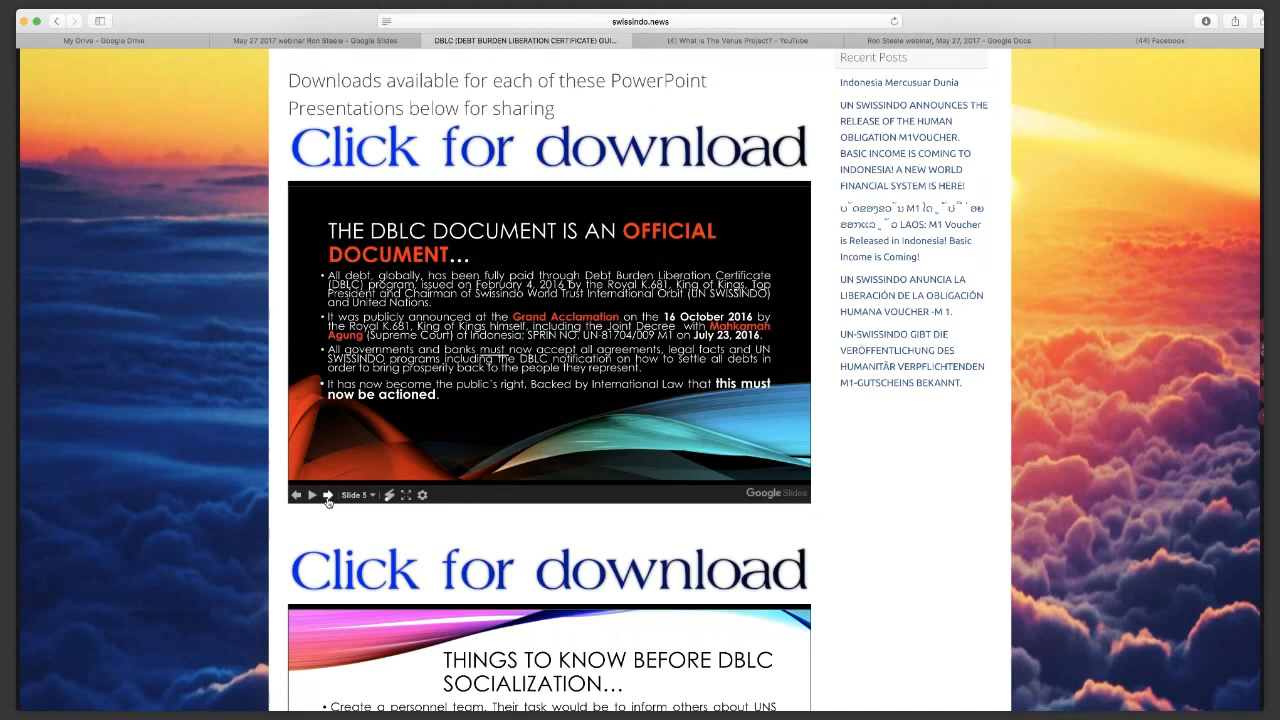 swissindo.news
My Drive - Google Drive
May 27 2017 webinar Ron Steele - Google Slides
DBLC (DEBT BURDEN LIBERATION CERTIFICATE) GUI...
(4) What is The Venus Project? - YouTube
Ron Steele webinar, May 27, 2017 - Google Docs
(44) Facebook
Downloads available for each of these PowerPoint
Presentations below for sharing
Click for download
THE DBLC DOCUMENT IS AN OFFICIAL
DOCUMENT...
• All debt, globally, has been fully paid through Debt Burden Liberation Certificate
(DBLC) program, issued on February 4, 2016 by the Royal K.681, King of Kings, Top
President and Chairman of Swissindo World Trust International Orbit (UN SWISSINDO)
and United Nations.
• It was publicly announced at the Grand Acclamation on the 16 October 2016 by
the Royal K.681, King of Kings himself, including the Joint Decree with Mahkamah
Agung (Supreme Court) of Indonesia; SPRIN NO. UN-81704/009 M1 on July 23, 2016.
• All governments and banks must now accept all agreements, legal facts and UN
SWISSINDO programs including the DBLC notification on how to settle all debts in
order to bring prosperity back to the people they represent.
• It has now become the public's right, Backed by International Law that this must
now be actioned.
Slide 5
Google Slides
Click for download
THINGS TO KNOW BEFORE DBLC
SOCIALIZATION...
• Create a personnel team. Their task would be to inform others about UNS
Recent Posts
Indonesia Mercusuar Dunia
UN SWISSINDO ANNOUNCES THE
RELEASE OF THE HUMAN
OBLIGATION M1VOUCHER.
BASIC INCOME IS COMING TO
INDONESIA! A NEW WORLD
FINANCIAL SYSTEM IS HERE!
M1
LAOS: M1 Voucher
is Released in Indonesia! Basic
Income is Coming!
UN SWISSINDO ANUNCIA LA
LIBERACIÓN DE LA OBLIGACIÓN
HUMANA VOUCHER -M 1.
UN-SWISSINDO GIBT DIE
VERÖFFENTLICHUNG DES
HUMANITÄR VERPFLICHTENDEN
M1-GUTSCHEINS BEKANNT.